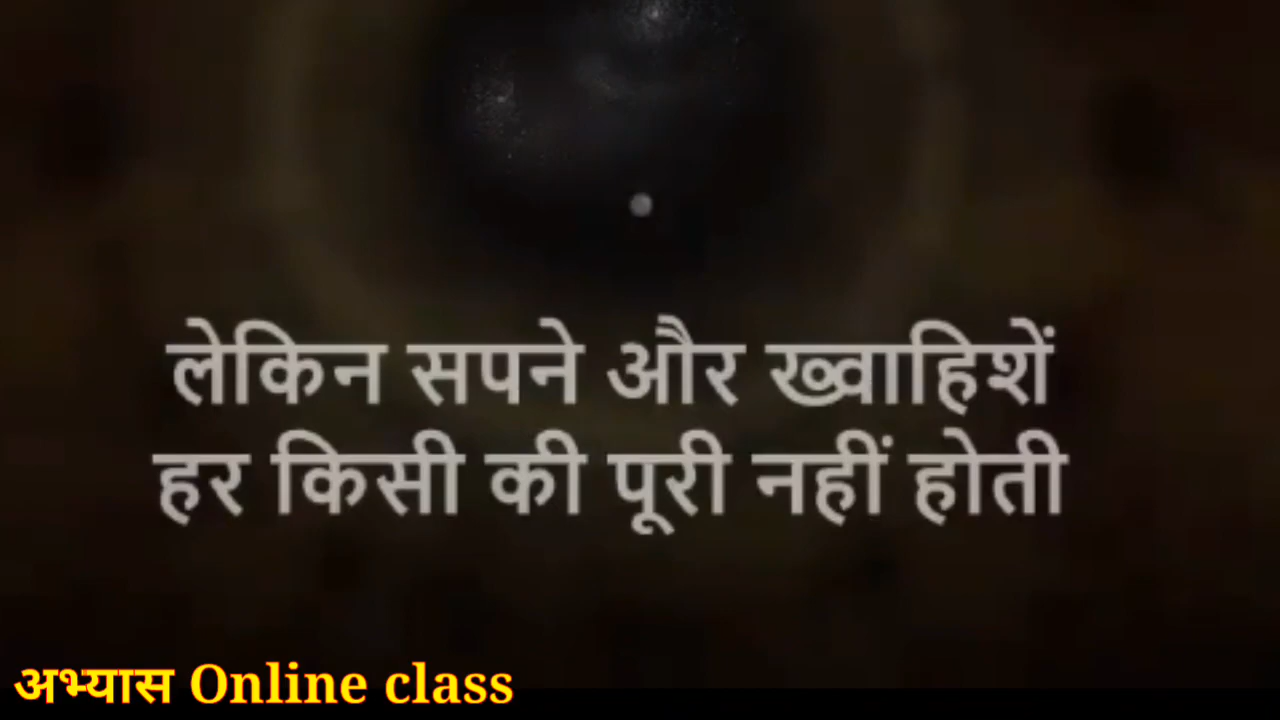 लेकिन सपने और ख्वाहिशें
हर किसी की पूरी नहीं होती
अभ्यास Online class